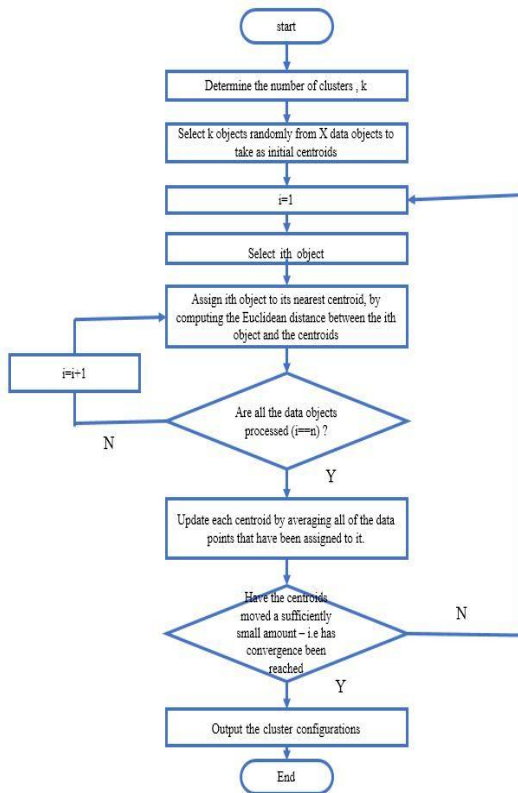 start
Determine the number of clusters , k
Select k objects randomly from X data objects to
take as initial centroids
i=1
Select ith object
Assign ith object to its nearest centroid, by
computing the Euclidean distance between the ith
object and the centroids
i=i+1
Are all the data objects
processed (i==n) ?
N
Y
Update each centroid by averaging all of the data
points that have been assigned to it.
Have the centroids
moved a sufficiently
small amount – i.e has
convergence been
reached
N
Y
Output the cluster configurations
End